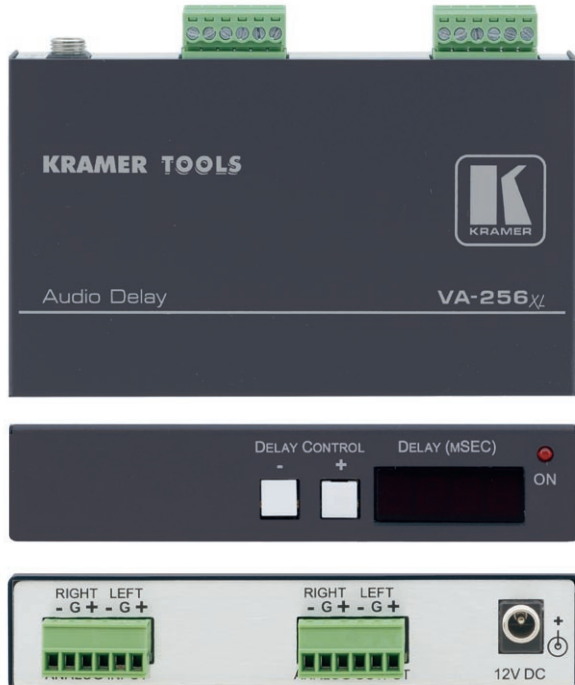 KRAMER TOOLS
K
KRAMER
Audio Delay
VA-256XL
DELAY CONTROL
DELAY (MSEC)
- +
ON
RIGHT LEFT
- G + - G +
RIGHT LEFT
- G + - G +
+
12V DC